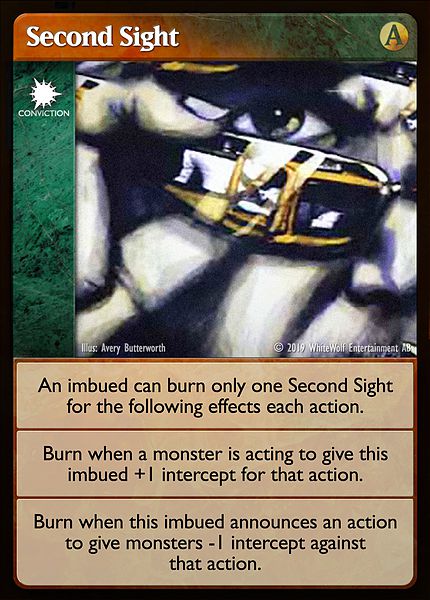 Second Sight
A
CONVICTION
Illus: Avery Butterworth
© 2019 WhiteWolf Entertainment AB
An imbued can burn only one Second Sight
for the following effects each action.
Burn when a monster is acting to give this
imbued +1 intercept for that action.
Burn when this imbued announces an action
to give monsters -1 intercept against
that action.